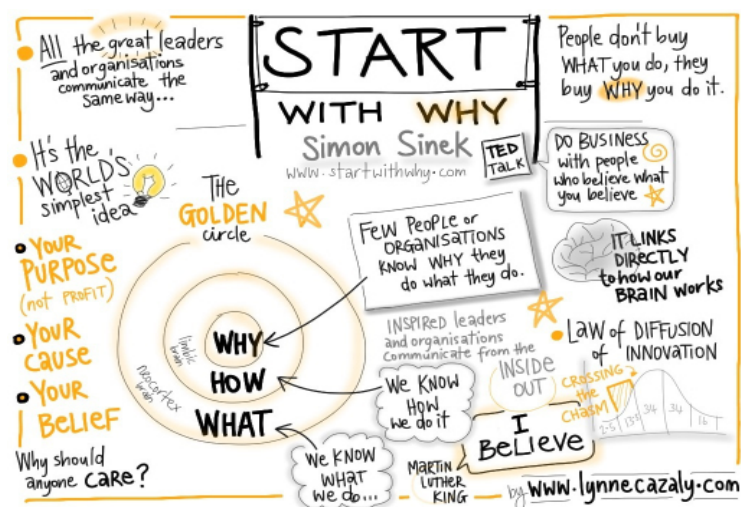 All the great leaders
and organisations
communicate the
same way...
START
WITH WHY
Simon Sinek
www.startwithwhy.com
TED
TALK
People don't buy
WHAT you do, they
buy WHY you do it.
DO BUSINESS
with people
who believe what
you believe
It's the
WORLD'S
simplest
idea
THE
GOLDEN
circle
YOUR
PURPOSE
(not PROFIT)
YOUR
CAUSE
YOUR
BELIEF
Why should
anyone CARE?
limbic
brain
neocortex
brain
WHY
HOW
WHAT
FEW PEOPLE or
ORGANISATIONS
KNOW WHY they
do what they do.
IT LINKS
DIRECTLY
to how our
BRAIN works
INSPIRED leaders
and organisations
communicate from the
INSIDE
OUT
We KNOW
HOW
we do it
We KNOW
WHAT
we do...
LAW of DIFFUSION
of INNOVATION
CROSSING
the
CHASM
2.5 13.5 34 34 16
I
BeLIEVE
MARTIN
LUTHER
KING
by www.lynnecazaly.com